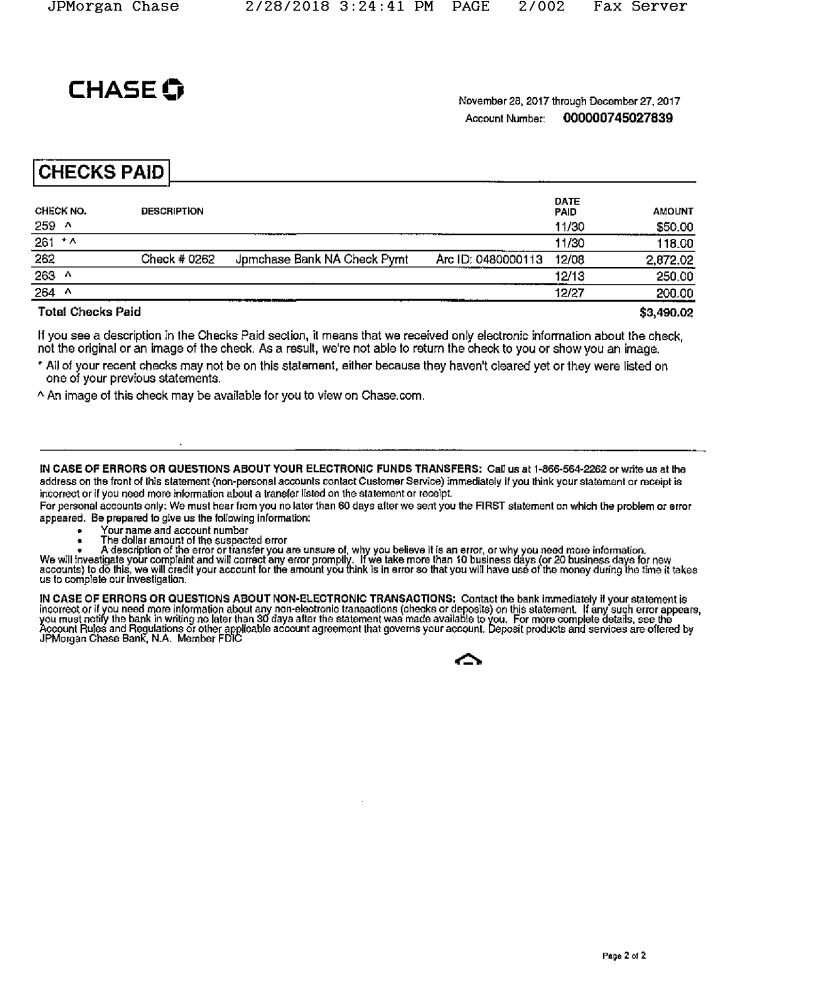 JPMorgan Chase 2/28/2018 3:24:41 PM PAGE 2/002 Fax Server
CHASE
November 28, 2017 through December 27, 2017
Account Number: 000000745027839
CHECKS PAID
CHECK NO. DESCRIPTION DATE PAID AMOUNT
259 ^ 11/30 $50.00
261 * ^ 11/30 118.00
262 Check # 0262 Jpmchase Bank NA Check Pymt Arc ID: 0480000113 12/08 2,872.02
263 ^ 12/13 250.00
264 ^ 12/27 200.00
Total Checks Paid $3,490.02
If you see a description in the Checks Paid section, it means that we received only electronic information about the check,
not the original or an image of the check. As a result, we're not able to return the check to you or show you an image.
* All of your recent checks may not be on this statement, either because they haven't cleared yet or they were listed on
one of your previous statements.
^ An image of this check may be available for you to view on Chase.com.
IN CASE OF ERRORS OR QUESTIONS ABOUT YOUR ELECTRONIC FUNDS TRANSFERS: Call us at 1-866-564-2262 or write us at the
address on the front of this statement (non-personal accounts contact Customer Service) immediately if you think your statement or receipt is
incorrect or if you need more information about a transfer listed on the statement or receipt.
For personal accounts only: We must hear from you no later than 60 days after we sent you the FIRST statement on which the problem or error
appeared. Be prepared to give us the following information:
• Your name and account number
• The dollar amount of the suspected error
• A description of the error or transfer you are unsure of, why you believe it is an error, or why you need more information.
We will investigate your complaint and will correct any error promptly. If we take more than 10 business days (or 20 business days for new
accounts) to do this, we will credit your account for the amount you think is in error so that you will have use of the money during the time it takes
us to complete our investigation.
IN CASE OF ERRORS OR QUESTIONS ABOUT NON-ELECTRONIC TRANSACTIONS: Contact the bank immediately if your statement is
incorrect or if you need more information about any non-electronic transactions (checks or deposits) on this statement. If any such error appears,
you must notify the bank in writing no later than 30 days after the statement was made available to you. For more complete details, see the
Account Rules and Regulations or other applicable account agreement that governs your account. Deposit products and services are offered by
JPMorgan Chase Bank, N.A. Member FDIC
Page 2 of 2